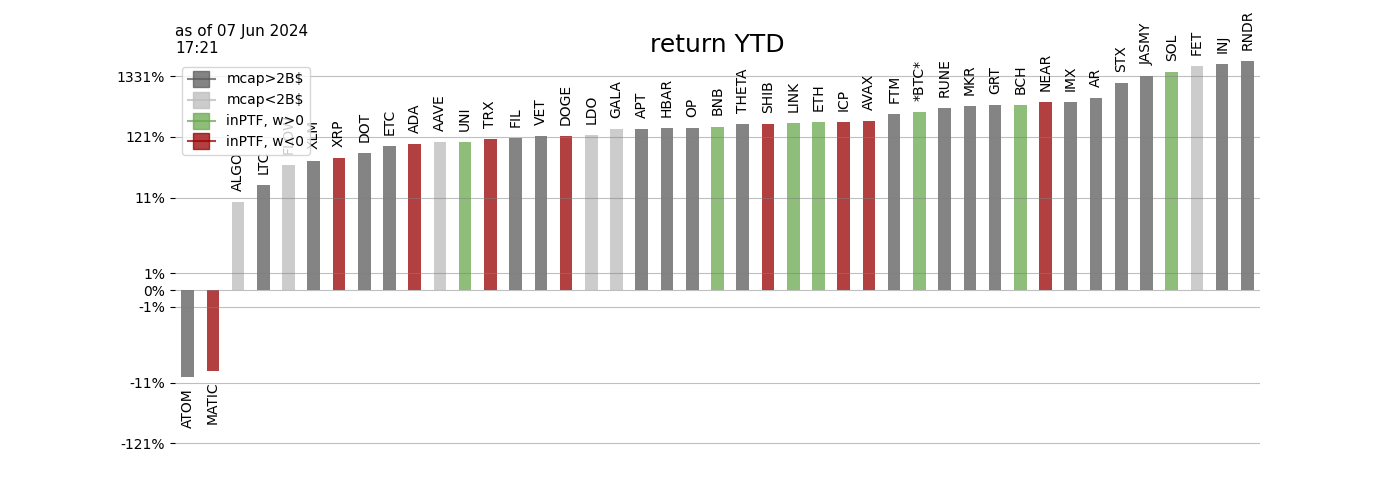 as of 07 Jun 2024
17:21
return YTD
mcap>2B$
mcap<2B$
inPTF, w>0
inPTF, w<0
1331%
121%
11%
1%
0%
-1%
-11%
-121%
ATOM
MATIC
ALGO
LTC
XLM
XRP
DOT
ETC
ADA
AAVE
UNI
TRX
FIL
VET
DOGE
LDO
GALA
APT
HBAR
OP
BNB
THETA
SHIB
LINK
ETH
ICP
AVAX
FTM
*BTC*
RUNE
MKR
GRT
BCH
NEAR
IMX
AR
STX
JASMY
SOL
FET
INJ
RNDR